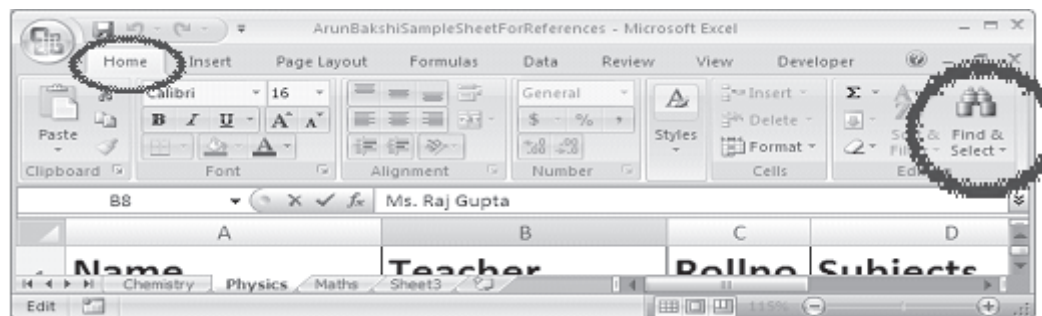 ArunBakshiSampleSheetForReferences - Microsoft Excel
Home Insert Page Layout Formulas Data Review View Developer
Calibri 16 General Insert Σ
Paste B I U A A $ % , Styles Delete Find &
A Format Select
Clipboard Font Alignment Number Cells
B8 fx Ms. Raj Gupta
A B C D
Name Teacher Rollno Subjects
Chemistry Physics Maths Sheet3
Edit 115%